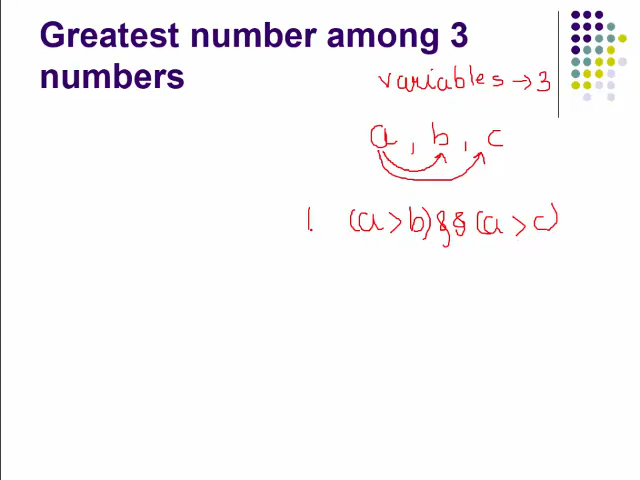 Greatest number among 3
numbers
variables → 3
a, b, c
1. (a > b) && (a > c)